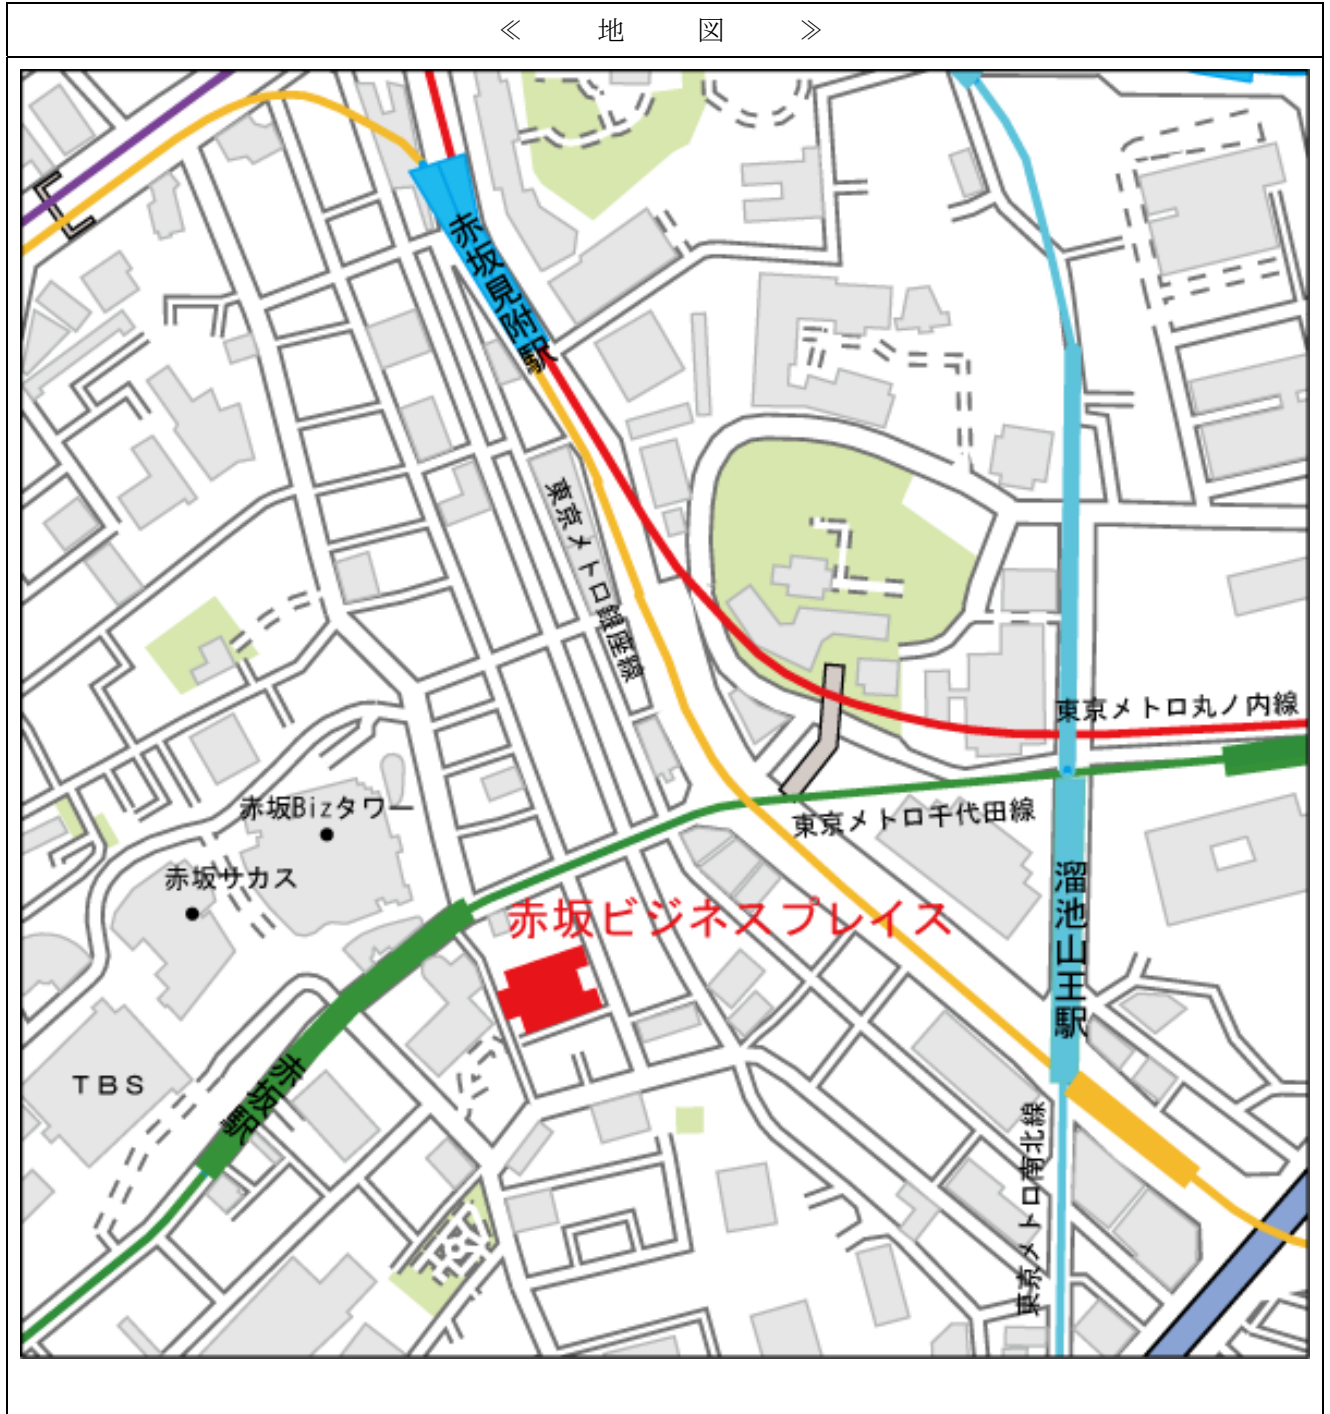 ≪ 地 図 ≫
赤坂見附駅
東京メトロ銀座線
東京メトロ丸ノ内線
赤坂Bizタワー
東京メトロ千代田線
赤坂サカス
溜池山王駅
赤坂ビジネスプレイス
赤坂駅
TBS
東京メトロ南北線